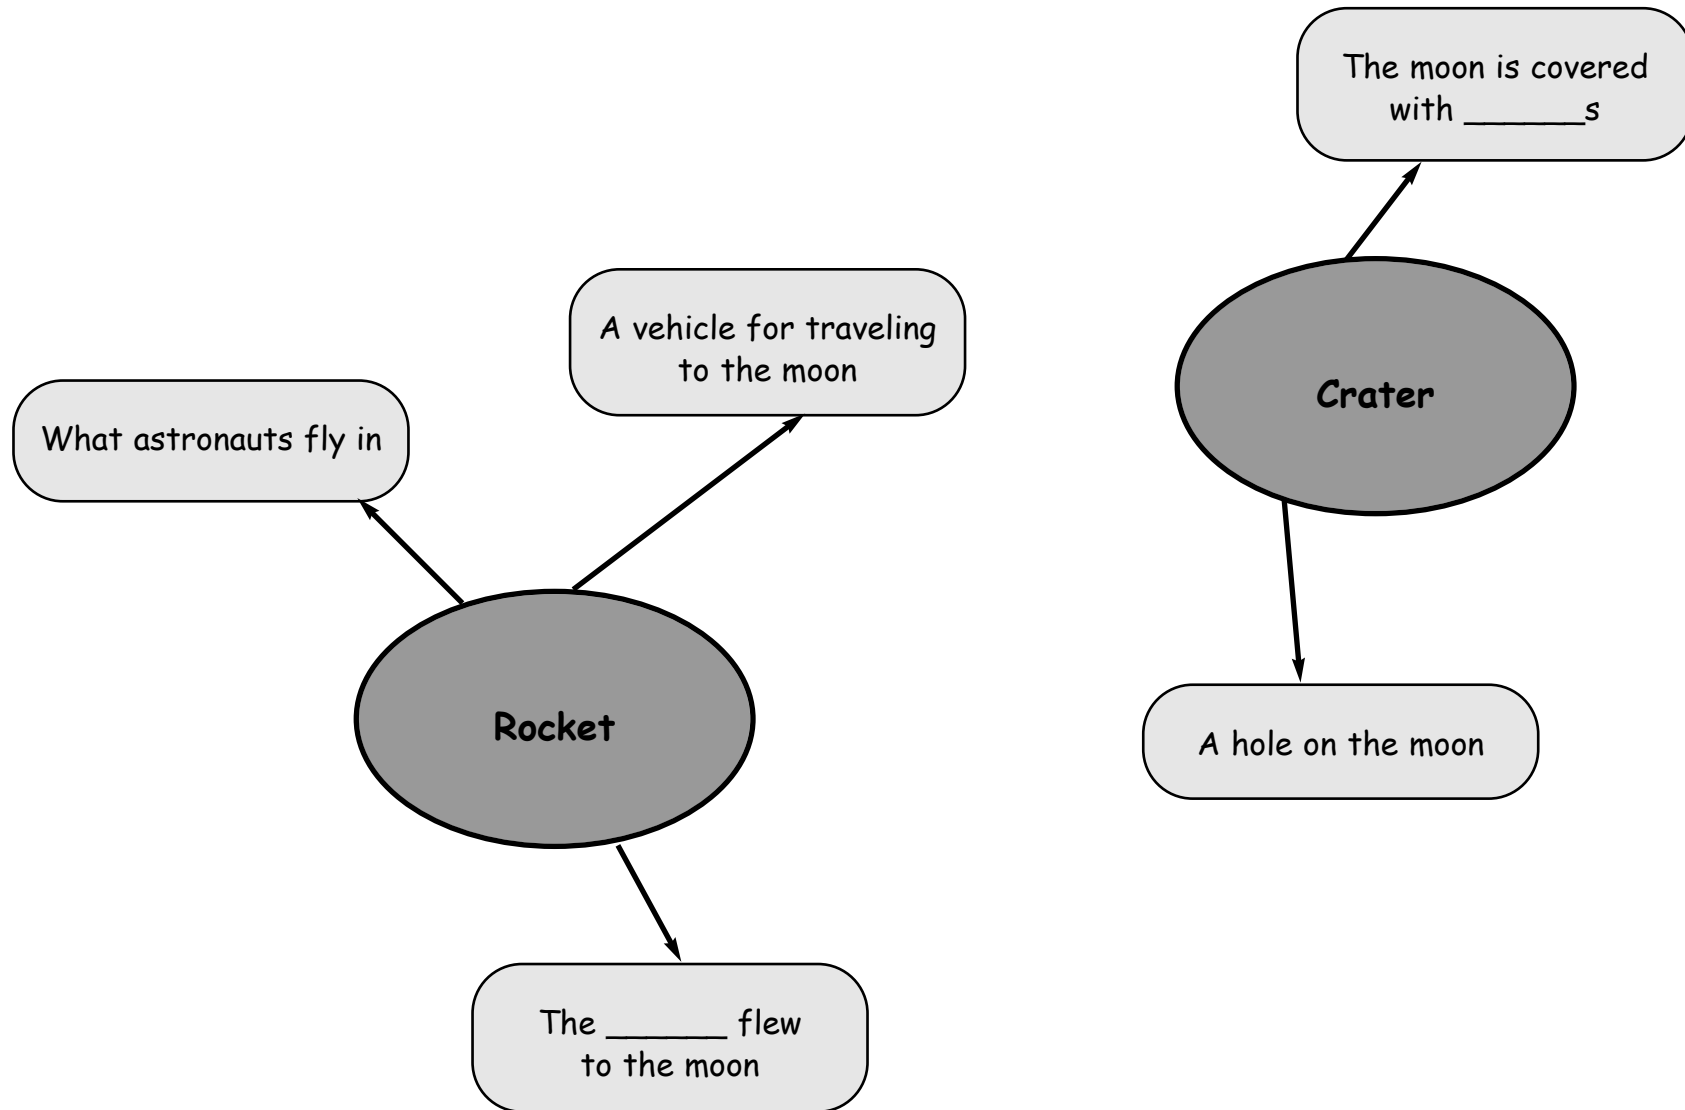 The moon is covered
with ______s
A vehicle for traveling
to the moon
Crater
What astronauts fly in
Rocket
A hole on the moon
The ______ flew
to the moon